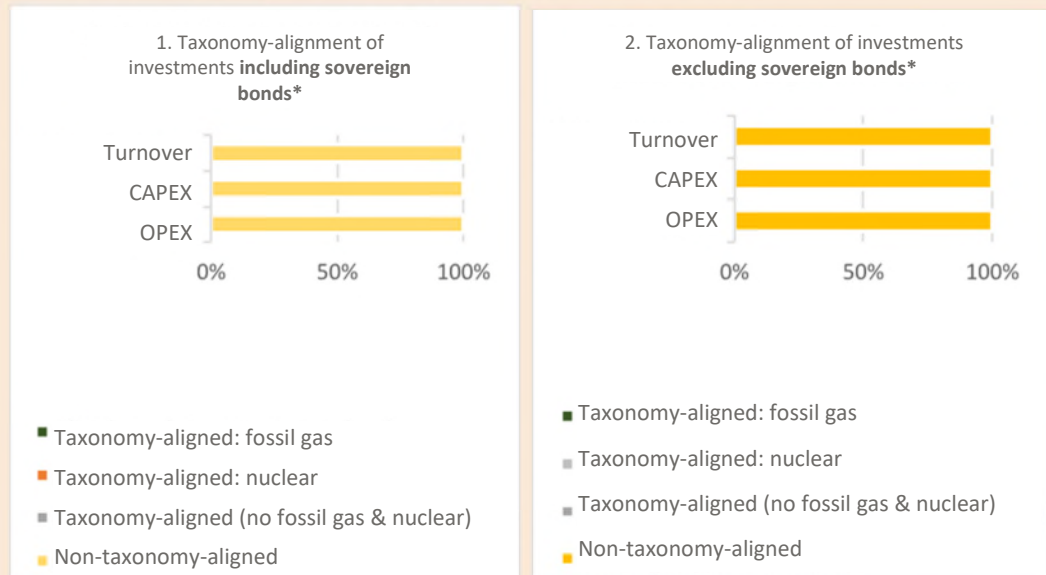 1. Taxonomy-alignment of
investments including sovereign
bonds*
Turnover
CAPEX
OPEX
0% 50% 100%
Taxonomy-aligned: fossil gas
Taxonomy-aligned: nuclear
Taxonomy-aligned (no fossil gas & nuclear)
Non-taxonomy-aligned
2. Taxonomy-alignment of investments
excluding sovereign bonds*
Turnover
CAPEX
OPEX
0% 50% 100%
Taxonomy-aligned: fossil gas
Taxonomy-aligned: nuclear
Taxonomy-aligned (no fossil gas & nuclear)
Non-taxonomy-aligned